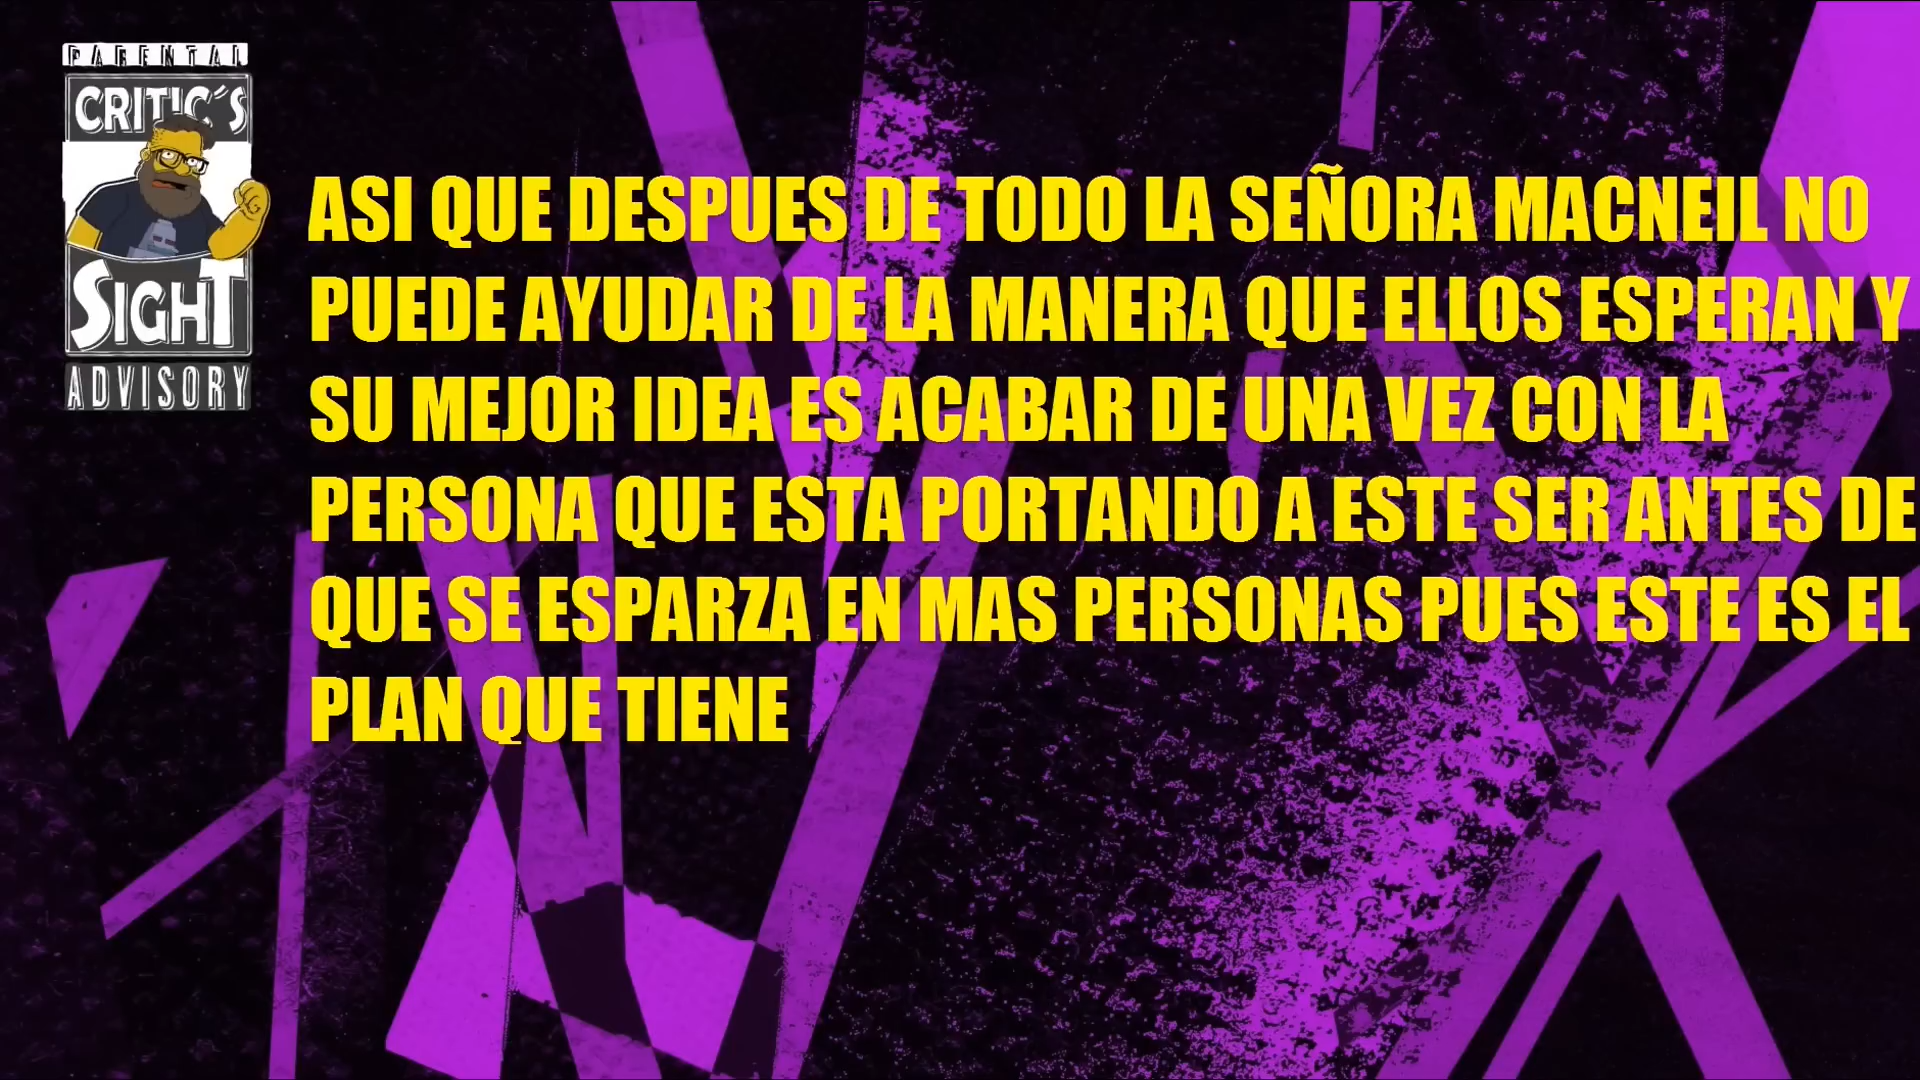 PARENTAL
CRITIC´S
SIGHT
ADVISORY
ASI QUE DESPUES DE TODO LA SEÑORA MACNEIL NO
PUEDE AYUDAR DE LA MANERA QUE ELLOS ESPERAN Y
SU MEJOR IDEA ES ACABAR DE UNA VEZ CON LA
PERSONA QUE ESTA PORTANDO A ESTE SER ANTES DE
QUE SE ESPARZA EN MAS PERSONAS PUES ESTE ES EL
PLAN QUE TIENE